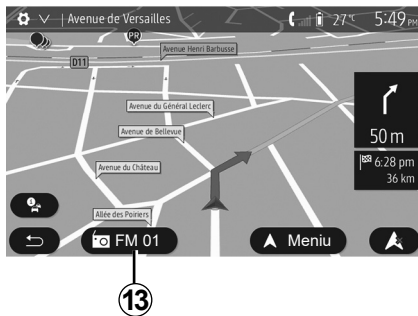 Avenue de Versailles
27°C
5:49 PM
PR
Avenue Henri Barbusse
D11
Avenue du Général Leclerc
Avenue de Bellevue
Avenue du Château
Allée des Poiriers
50 m
6:28 pm
36 km
FM 01
Meniu
13